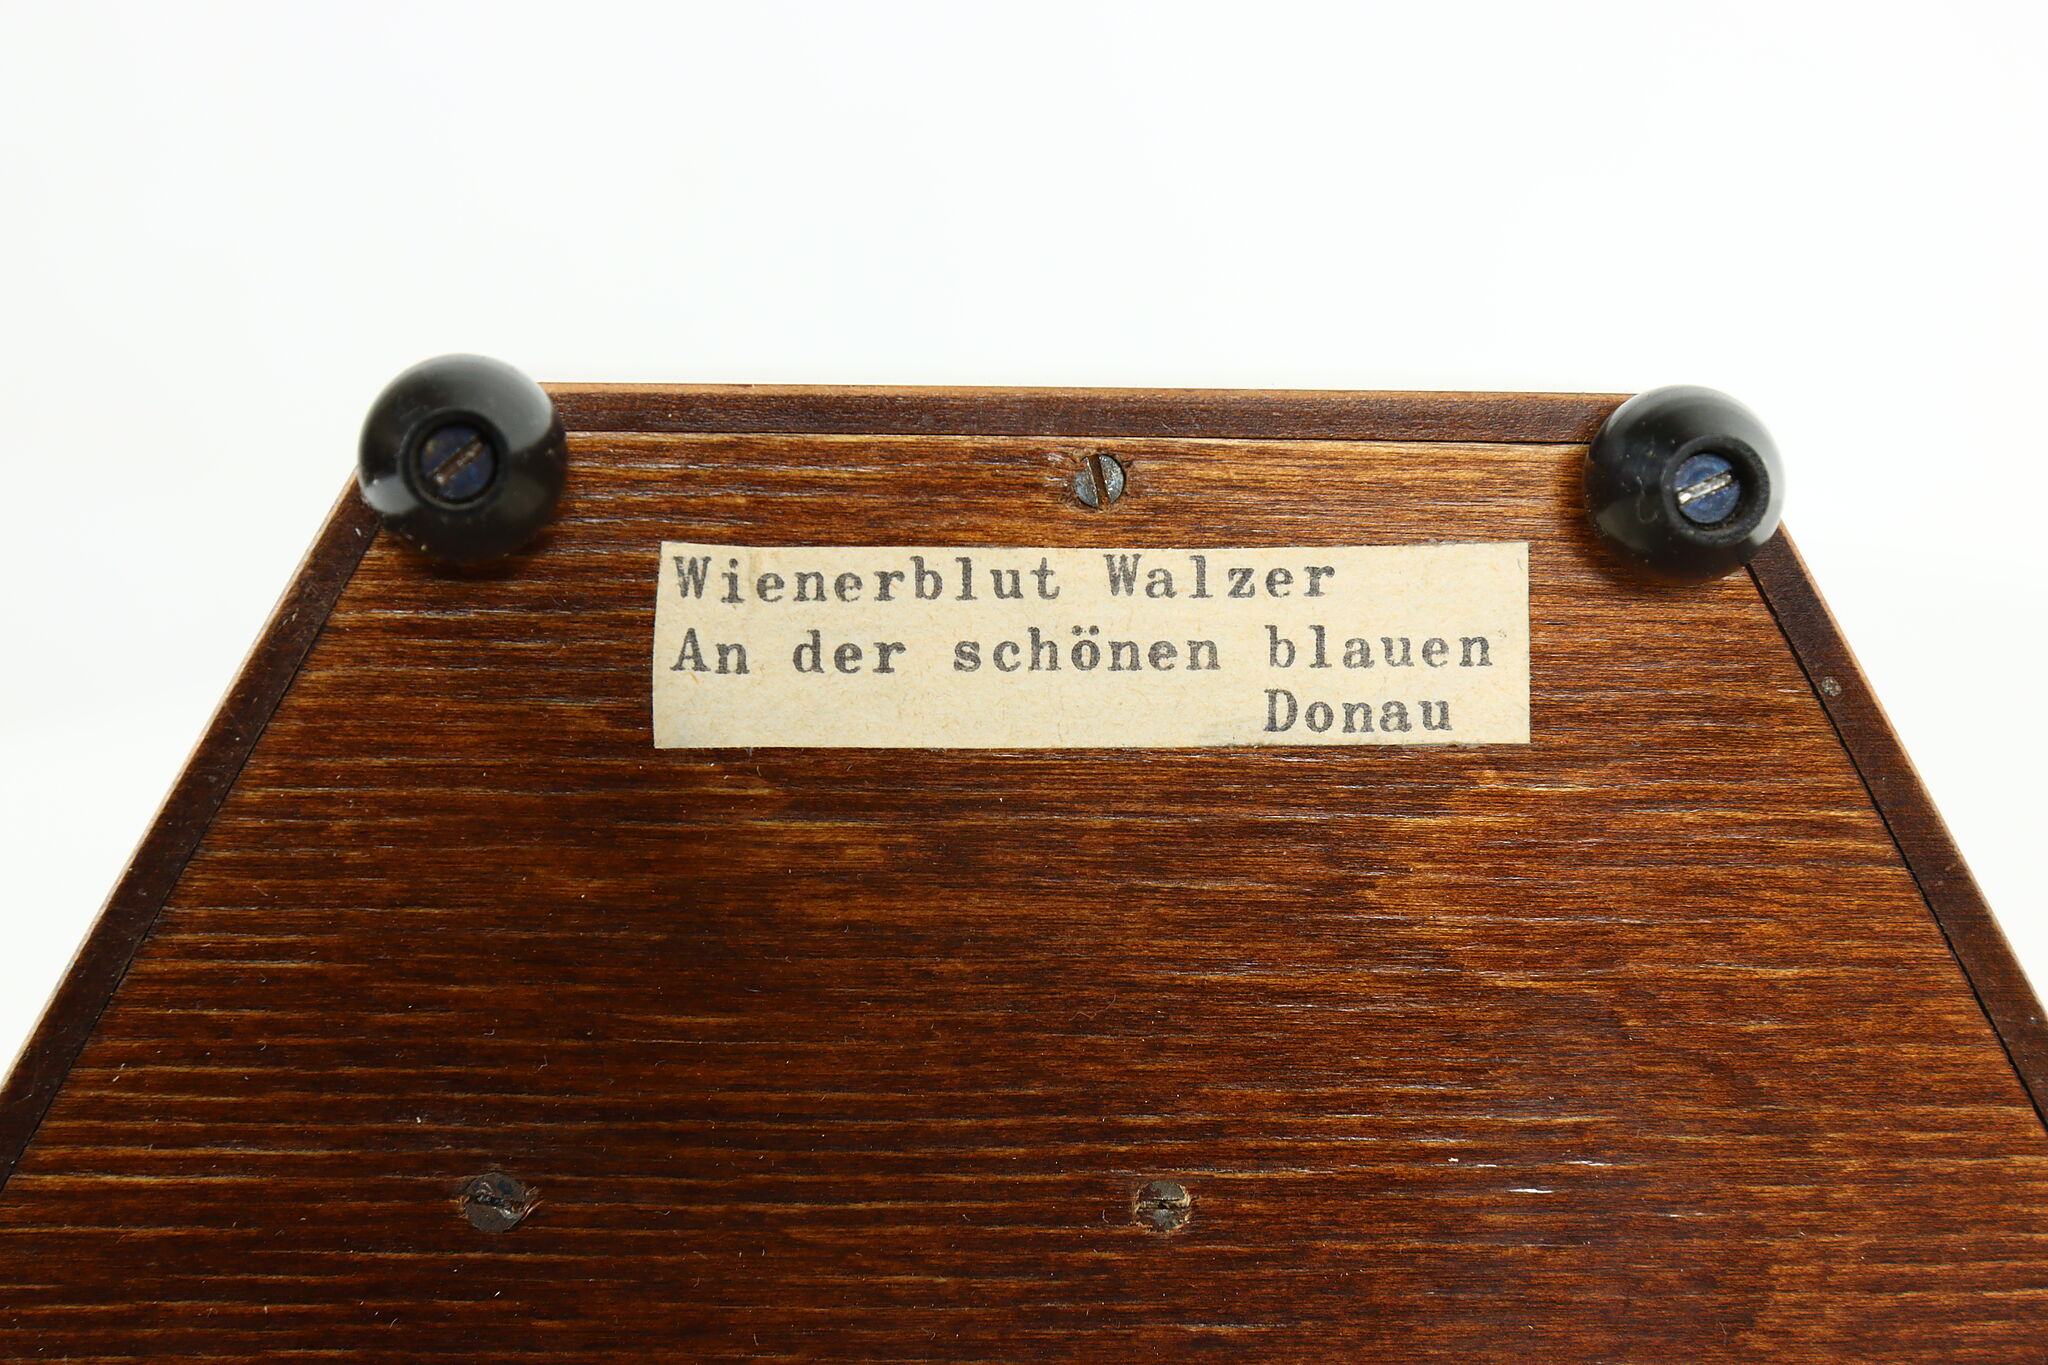 Wienerblut Walzer
An der schönen blauen
Donau